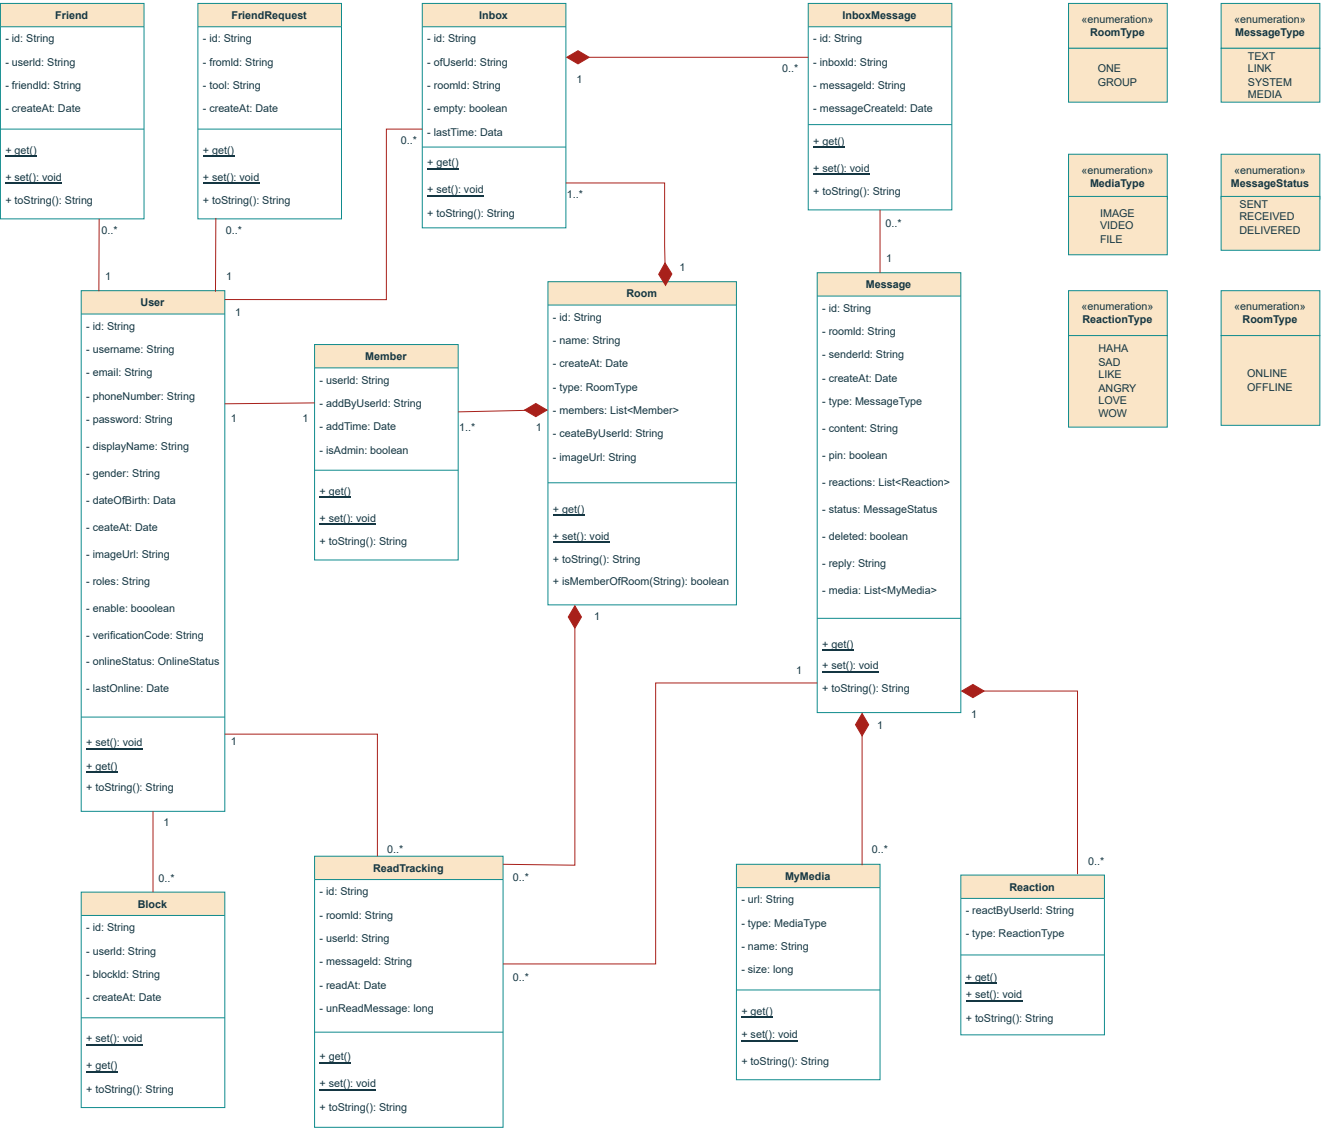 Friend
- id: String
- userId: String
- friendId: String
- createAt: Date
+ get()
+ set(): void
+ toString(): String
0..*
1
FriendRequest
- id: String
- fromId: String
- tool: String
- createAt: Date
+ get()
+ set(): void
+ toString(): String
0..*
1
Inbox
- id: String
- ofUserId: String
- roomId: String
- empty: boolean
- lastTime: Data
+ get()
+ set(): void
+ toString(): String
0..*
1
1..*
1
1
0..*
InboxMessage
- id: String
- inboxId: String
- messageId: String
- messageCreateId: Date
+ get()
+ set(): void
+ toString(): String
0..*
1
«enumeration»
RoomType
ONE
GROUP
«enumeration»
MessageType
TEXT
LINK
SYSTEM
MEDIA
«enumeration»
MediaType
IMAGE
VIDEO
FILE
«enumeration»
MessageStatus
SENT
RECEIVED
DELIVERED
«enumeration»
ReactionType
HAHA
SAD
LIKE
ANGRY
LOVE
WOW
«enumeration»
RoomType
ONLINE
OFFLINE
User
- id: String
- username: String
- email: String
- phoneNumber: String
- password: String
- displayName: String
- gender: String
- dateOfBirth: Data
- ceateAt: Date
- imageUrl: String
- roles: String
- enable: booolean
- verificationCode: String
- onlineStatus: OnlineStatus
- lastOnline: Date
+ set(): void
+ get()
+ toString(): String
1
1
Member
- userId: String
- addByUserId: String
- addTime: Date
- isAdmin: boolean
+ get()
+ set(): void
+ toString(): String
1..*
1
Room
- id: String
- name: String
- createAt: Date
- type: RoomType
- members: List<Member>
- ceateByUserId: String
- imageUrl: String
+ get()
+ set(): void
+ toString(): String
+ isMemberOfRoom(String): boolean
1
Message
- id: String
- roomId: String
- senderId: String
- createAt: Date
- type: MessageType
- content: String
- pin: boolean
- reactions: List<Reaction>
- status: MessageStatus
- deleted: boolean
- reply: String
- media: List<MyMedia>
+ get()
+ set(): void
+ toString(): String
1
1
1
1
1
0..*
0..*
0..*
0..*
0..*
0..*
Block
- id: String
- userId: String
- blockId: String
- createAt: Date
+ set(): void
+ get()
+ toString(): String
ReadTracking
- id: String
- roomId: String
- userId: String
- messageId: String
- readAt: Date
- unReadMessage: long
+ get()
+ set(): void
+ toString(): String
MyMedia
- url: String
- type: MediaType
- name: String
- size: long
+ get()
+ set(): void
+ toString(): String
Reaction
- reactByUserId: String
- type: ReactionType
+ get()
+ set(): void
+ toString(): String